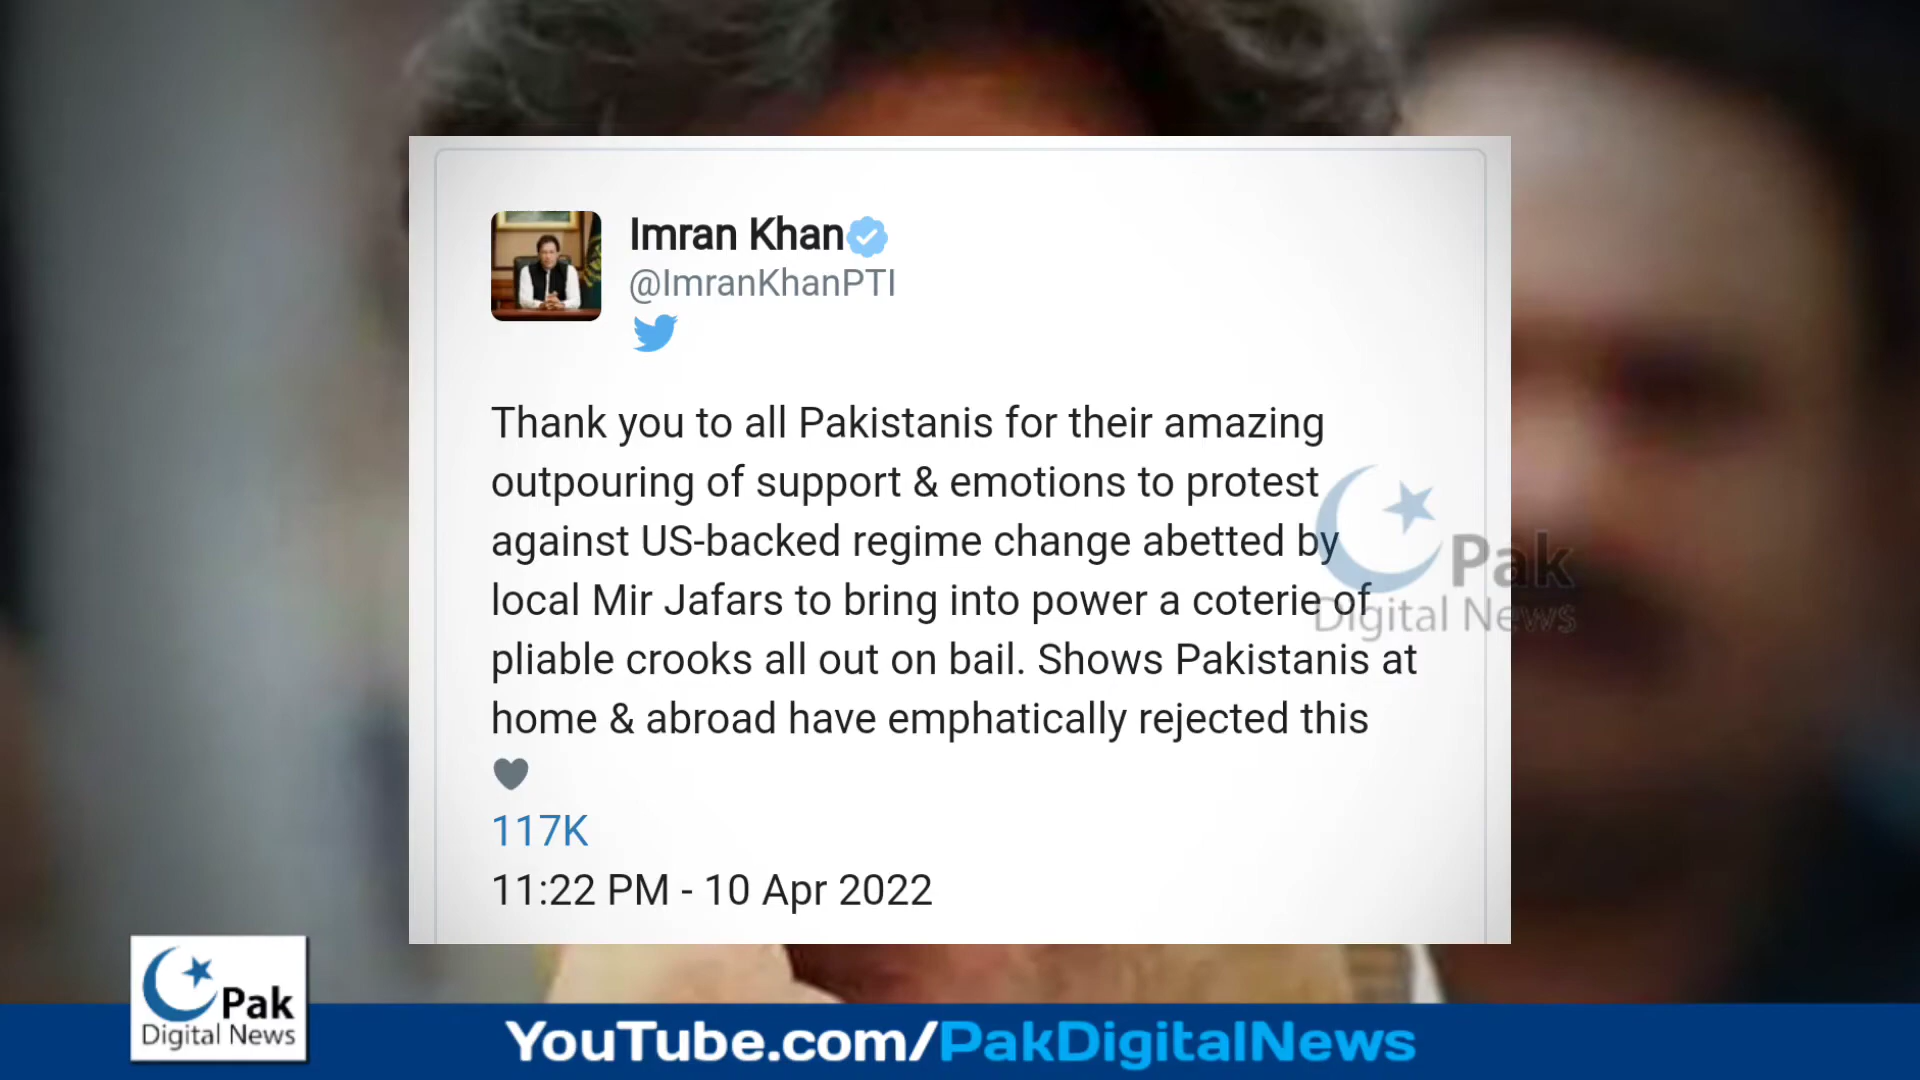 Imran Khan
@ImranKhanPTI
Thank you to all Pakistanis for their amazing
outpouring of support & emotions to protest
against US-backed regime change abetted by
local Mir Jafars to bring into power a coterie of
pliable crooks all out on bail. Shows Pakistanis at
home & abroad have emphatically rejected this
117K
11:22 PM - 10 Apr 2022
Pak
Digital News
Pak
Digital News
YouTube.com/PakDigitalNews